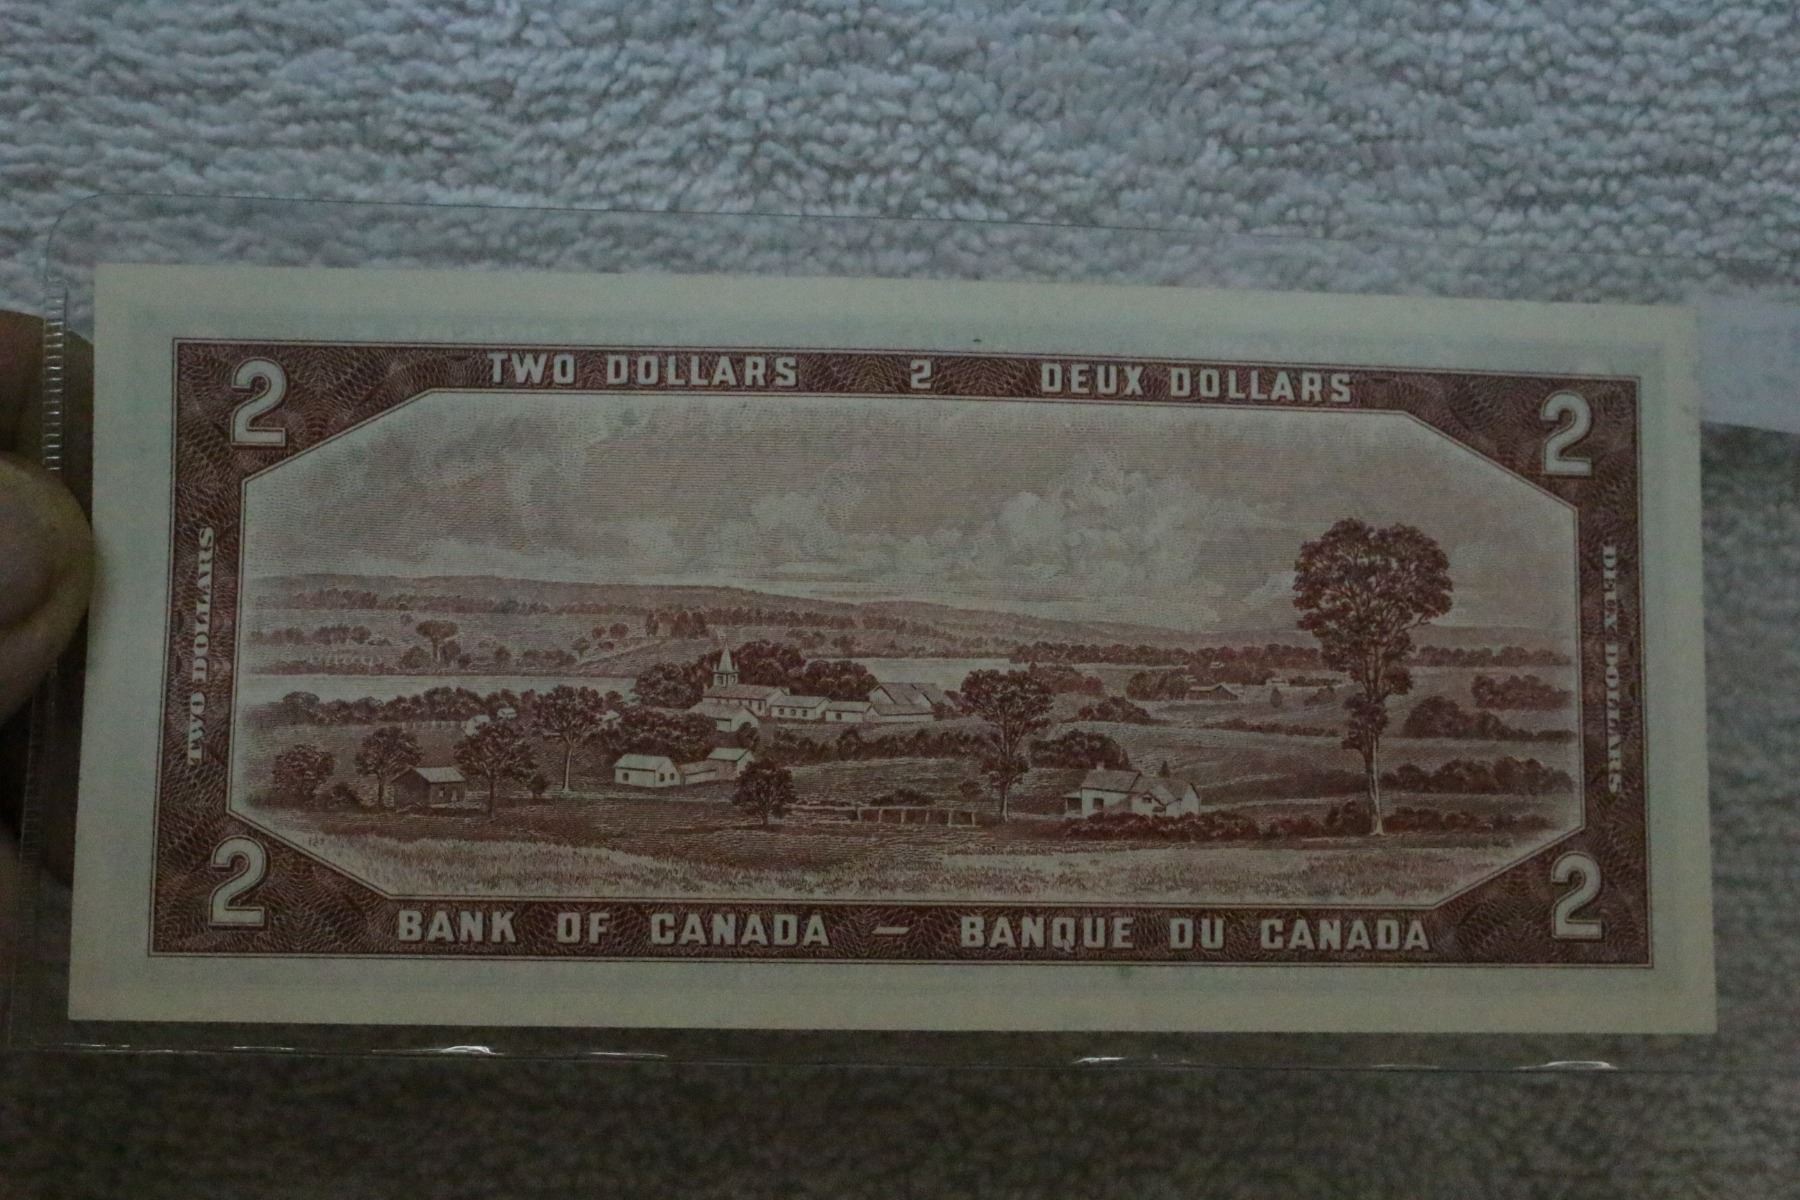 2 TWO DOLLARS 2 DEUX DOLLARS 2
TWO DOLLARS
DEUX DOLLARS
2 BANK OF CANADA — BANQUE DU CANADA 2